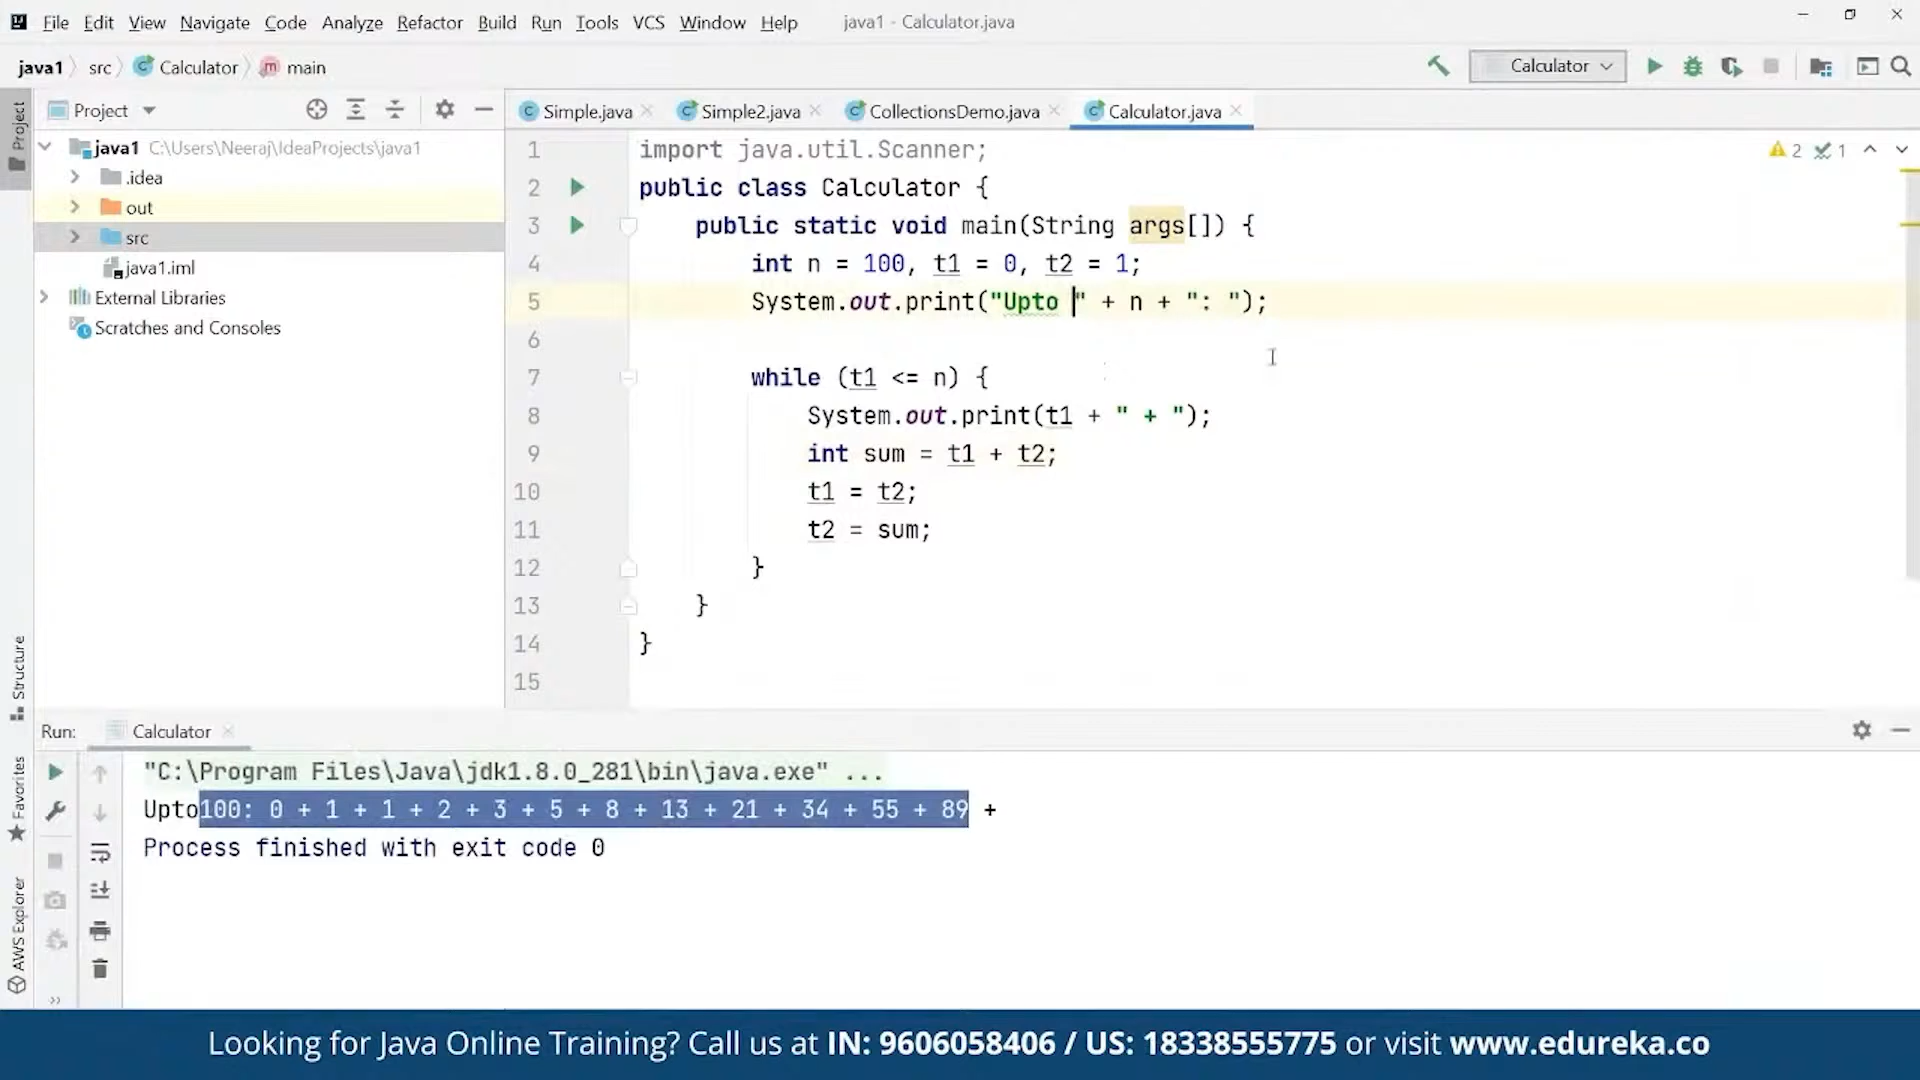 File Edit View Navigate Code Analyze Refactor Build Run Tools VCS Window Help java1 - Calculator.java
java1 src Calculator m main Calculator
Project Simple.java Simple2.java CollectionsDemo.java Calculator.java
Project
java1 C:\Users\Neeraj\IdeaProjects\java1
.idea
out
src
java1.iml
External Libraries
Scratches and Consoles
2 1
1 import java.util.Scanner;
2 public class Calculator {
3 public static void main(String args[]) {
4 int n = 100, t1 = 0, t2 = 1;
5 System.out.print("Upto " + n + ": ");
6
7 while (t1 <= n) {
8 System.out.print(t1 + " + ");
9 int sum = t1 + t2;
10 t1 = t2;
11 t2 = sum;
12 }
13 }
14 }
15
Structure
Favorites
AWS Explorer
Run: Calculator
"C:\Program Files\Java\jdk1.8.0_281\bin\java.exe" ...
Upto100: 0 + 1 + 1 + 2 + 3 + 5 + 8 + 13 + 21 + 34 + 55 + 89 +
Process finished with exit code 0
Looking for Java Online Training? Call us at IN: 9606058406 / US: 18338555775 or visit www.edureka.co